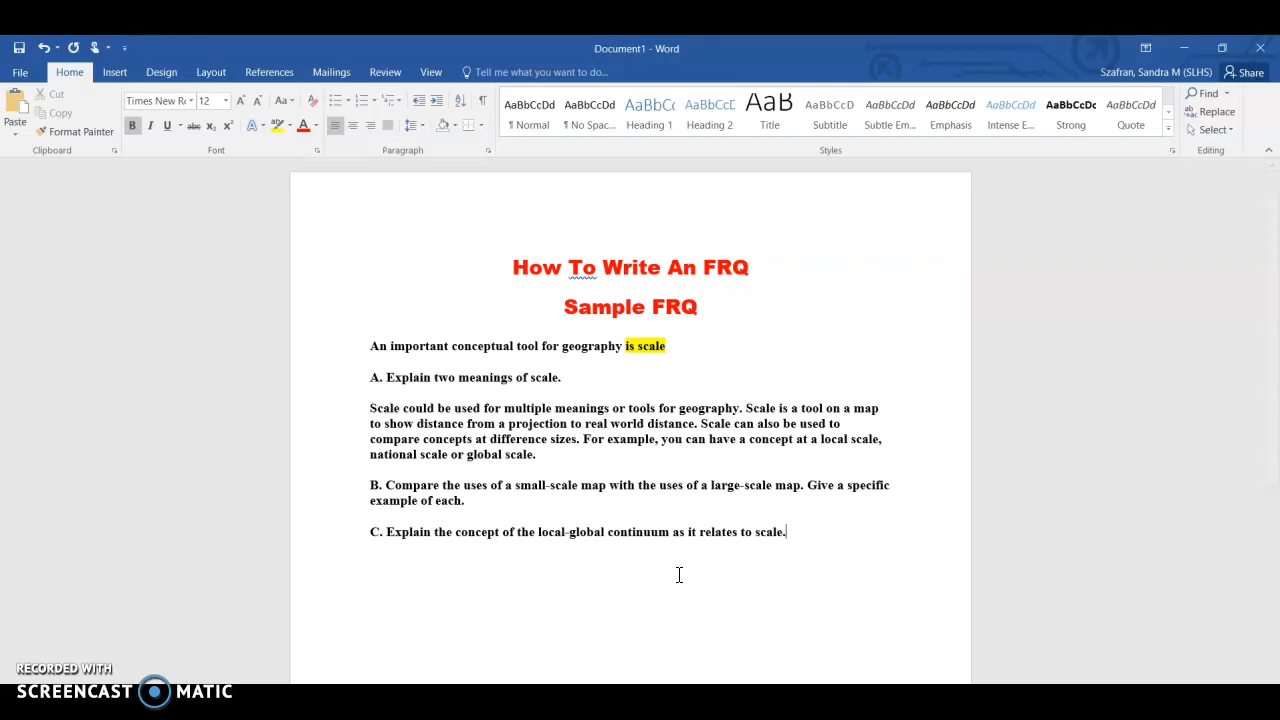 Document1 - Word
File Home Insert Design Layout References Mailings Review View Tell me what you want to do... Szafran, Sandra M (SLHS) Share
Paste Cut Copy Format Painter
Times New Ro 12 Aa
B I U abc x₂ x² A
AaBbCcDd AaBbCcDd AaBbC( AaBbCcE AaB AaBbCcD AaBbCcDd AaBbCcDd AaBbCcDd AaBbCcDc AaBbCcDd
¶ Normal ¶ No Spac... Heading 1 Heading 2 Title Subtitle Subtle Em... Emphasis Intense E... Strong Quote
Find
Replace
Select
Clipboard Font Paragraph Styles Editing
How To Write An FRQ
Sample FRQ
An important conceptual tool for geography is scale
A. Explain two meanings of scale.
Scale could be used for multiple meanings or tools for geography. Scale is a tool on a map
to show distance from a projection to real world distance. Scale can also be used to
compare concepts at difference sizes. For example, you can have a concept at a local scale,
national scale or global scale.
B. Compare the uses of a small-scale map with the uses of a large-scale map. Give a specific
example of each.
C. Explain the concept of the local-global continuum as it relates to scale.
RECORDED WITH
SCREENCAST MATIC